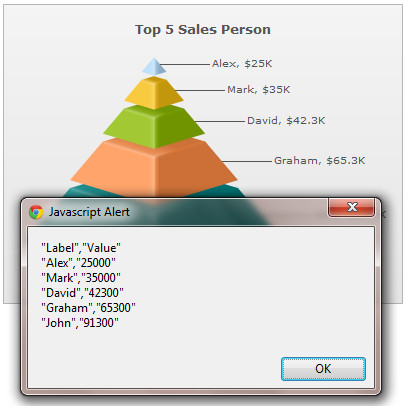 Top 5 Sales Person
Alex, $25K
Mark, $35K
David, $42.3K
Graham, $65.3K
Javascript Alert
"Label","Value"
"Alex","25000"
"Mark","35000"
"David","42300"
"Graham","65300"
"John","91300"
OK